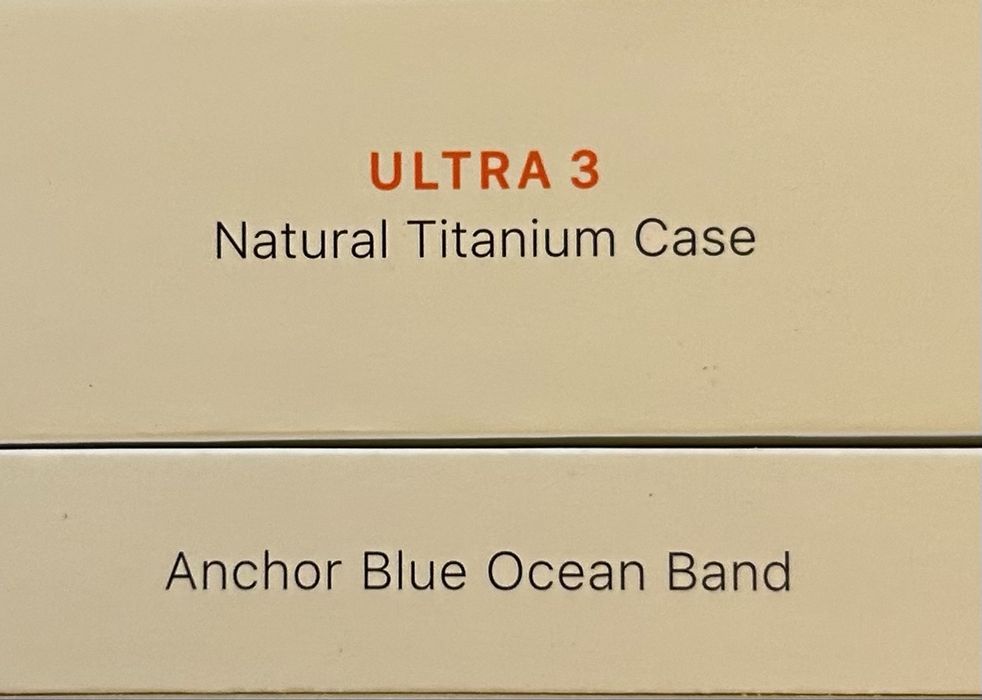 ULTRA 3
Natural Titanium Case
Anchor Blue Ocean Band